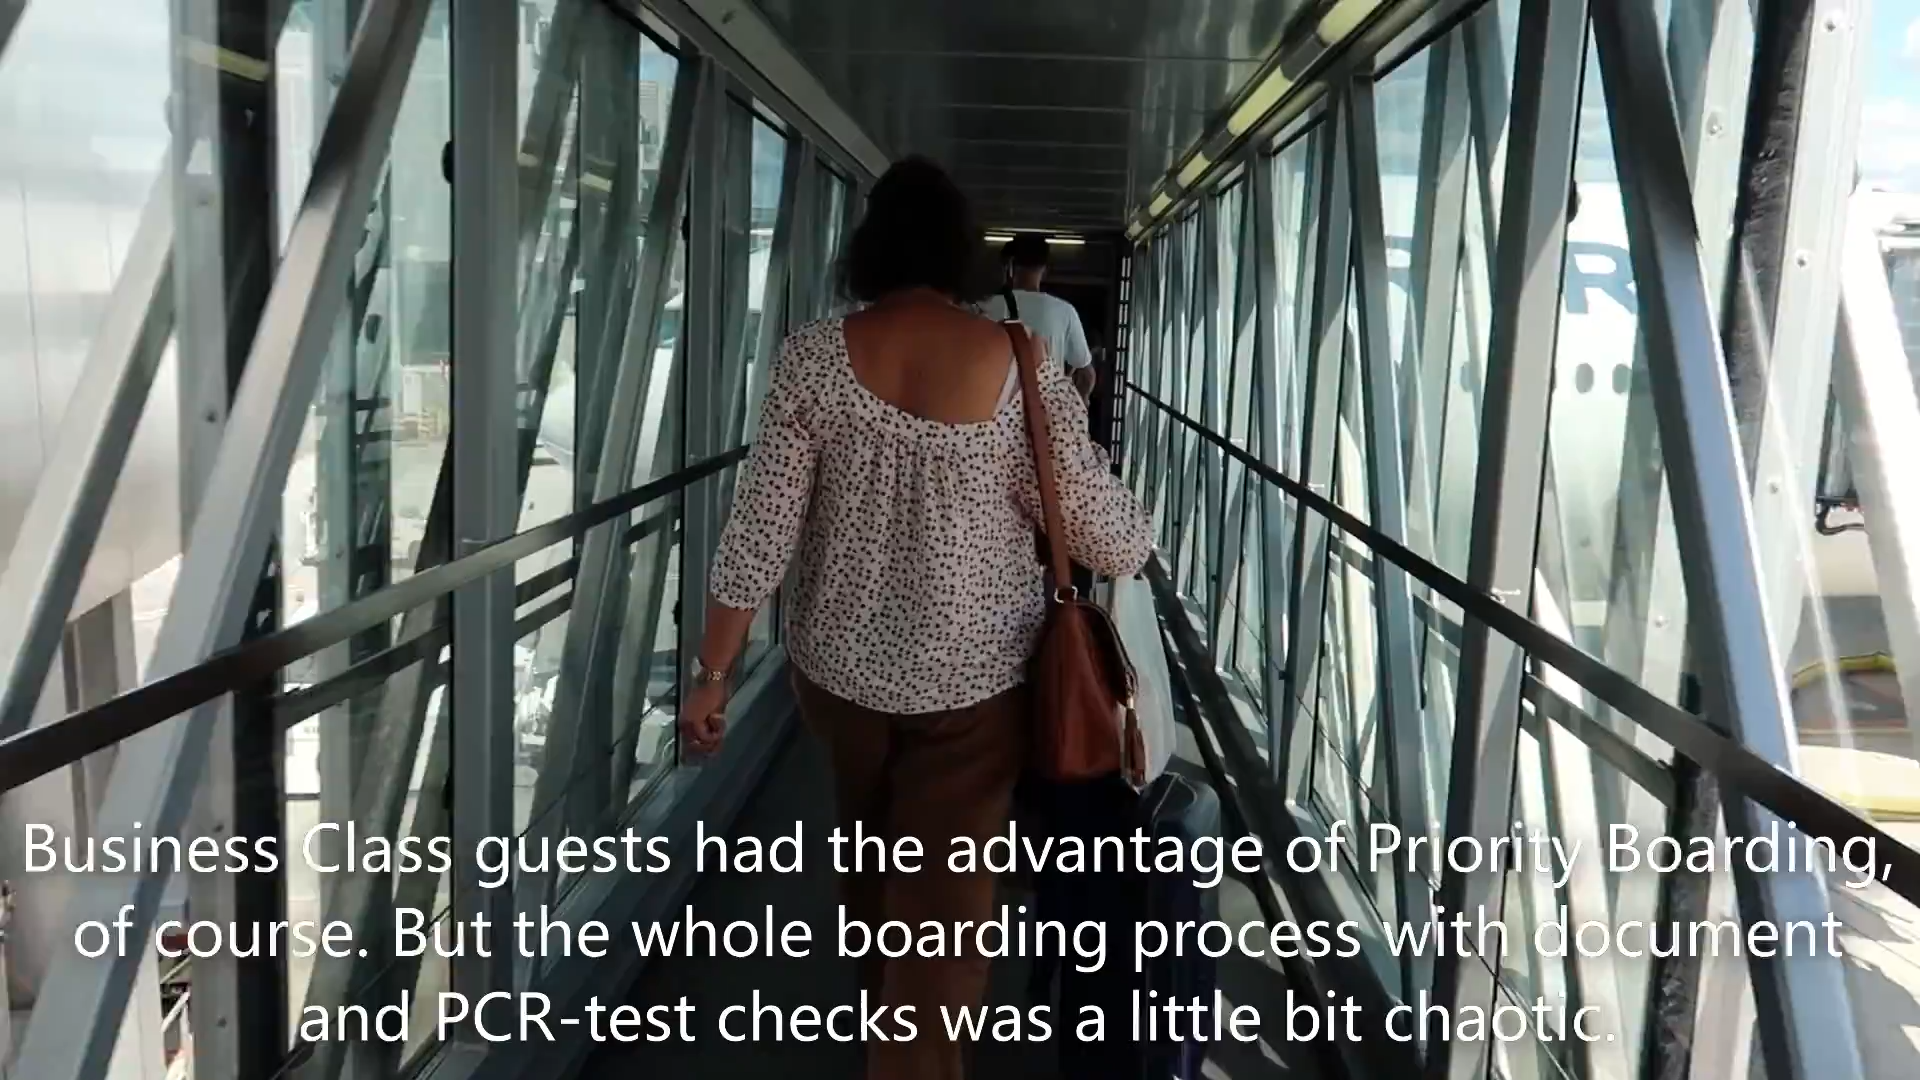 R
Business Class guests had the advantage of Priority Boarding,
of course. But the whole boarding process with document
and PCR-test checks was a little bit chaotic.